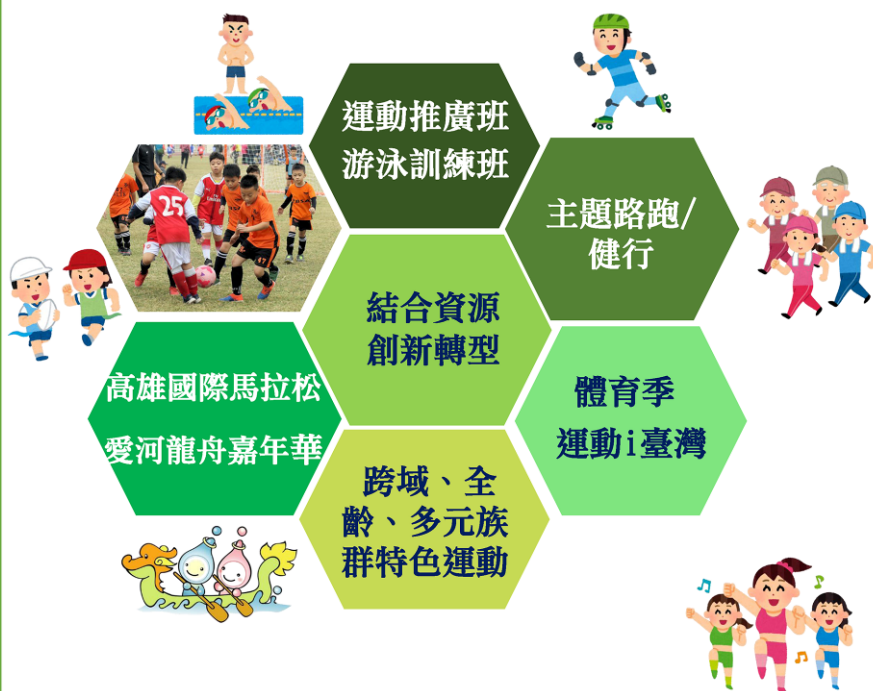 運動推廣班
游泳訓練班
主題路跑/
健行
25
結合資源
創新轉型
高雄國際馬拉松
愛河龍舟嘉年華
體育季
運動i臺灣
跨域、全
齡、多元族
群特色運動